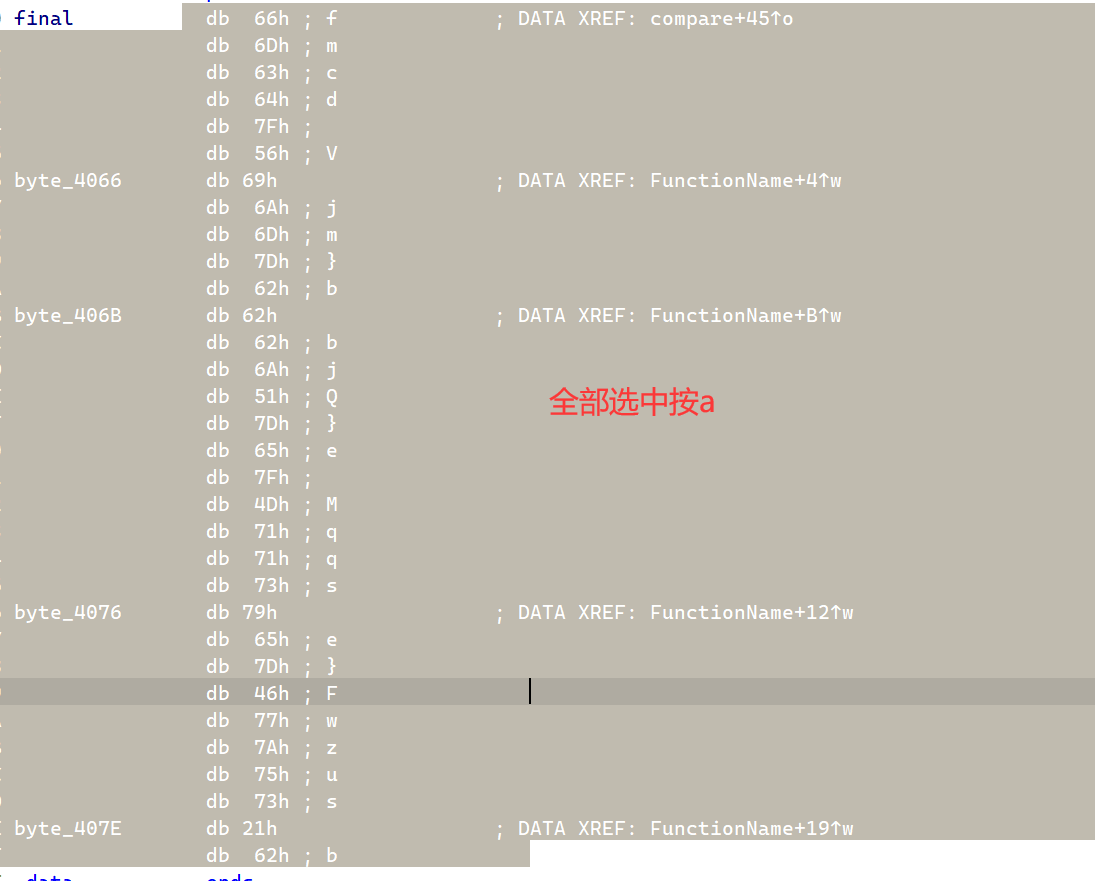 final db 66h ; f ; DATA XREF: compare+45↑o
db 6Dh ; m
db 63h ; c
db 64h ; d
db 7Fh ;
db 56h ; V
byte_4066 db 69h ; DATA XREF: FunctionName+4↑w
db 6Ah ; j
db 6Dh ; m
db 7Dh ; }
db 62h ; b
byte_406B db 62h ; DATA XREF: FunctionName+B↑w
db 62h ; b
db 6Ah ; j
全部选中按a
db 51h ; Q
db 7Dh ; }
db 65h ; e
db 7Fh ;
db 4Dh ; M
db 71h ; q
db 71h ; q
db 73h ; s
byte_4076 db 79h ; DATA XREF: FunctionName+12↑w
db 65h ; e
db 7Dh ; }
db 46h ; F
db 77h ; w
db 7Ah ; z
db 75h ; u
db 73h ; s
byte_407E db 21h ; DATA XREF: FunctionName+19↑w
db 62h ; b